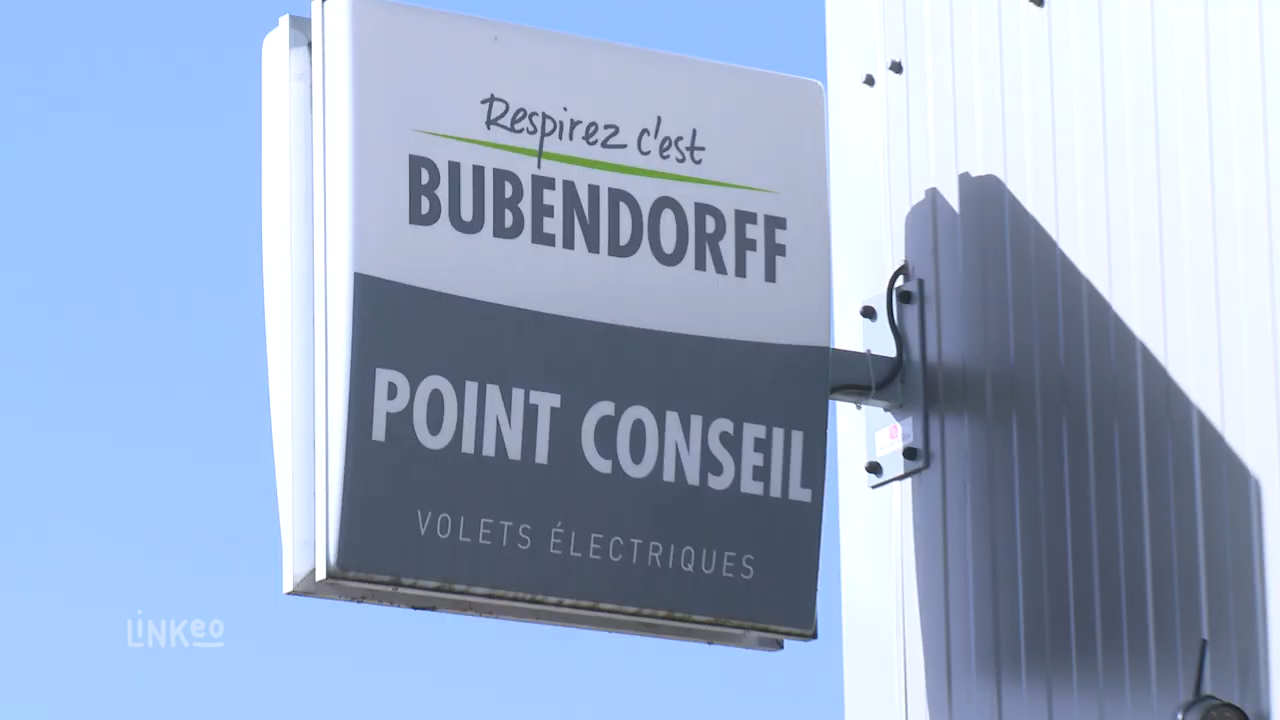 Respirez c'est
BUBENDORFF
POINT CONSEIL
VOLETS ÉLECTRIQUES
LINKeo